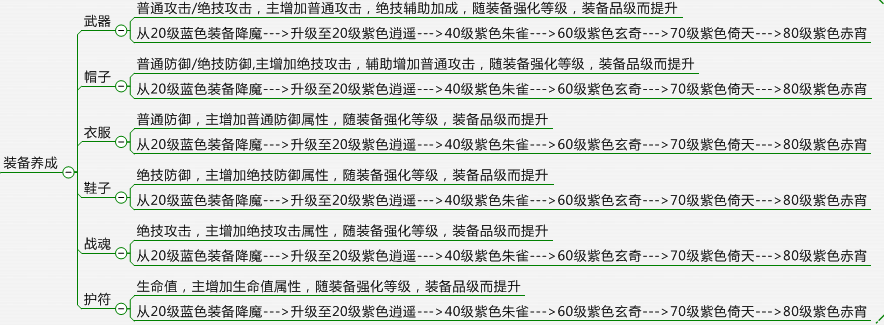 装备养成
武器
普通攻击/绝技攻击，主增加普通攻击，绝技辅助加成，随装备强化等级，装备品级而提升
从20级蓝色装备降魔--->升级至20级紫色逍遥--->40级紫色朱雀--->60级紫色玄奇--->70级紫色倚天--->80级紫色赤宵
帽子
普通防御/绝技防御,主增加绝技攻击，辅助增加普通攻击，随装备强化等级，装备品级而提升
从20级蓝色装备降魔--->升级至20级紫色逍遥--->40级紫色朱雀--->60级紫色玄奇--->70级紫色倚天--->80级紫色赤宵
衣服
普通防御，主增加普通防御属性，随装备强化等级，装备品级而提升
从20级蓝色装备降魔--->升级至20级紫色逍遥--->40级紫色朱雀--->60级紫色玄奇--->70级紫色倚天--->80级紫色赤宵
鞋子
绝技防御，主增加绝技防御属性，随装备强化等级，装备品级而提升
从20级蓝色装备降魔--->升级至20级紫色逍遥--->40级紫色朱雀--->60级紫色玄奇--->70级紫色倚天--->80级紫色赤宵
战魂
绝技攻击，主增加绝技攻击属性，随装备强化等级，装备品级而提升
从20级蓝色装备降魔--->升级至20级紫色逍遥--->40级紫色朱雀--->60级紫色玄奇--->70级紫色倚天--->80级紫色赤宵
护符
生命值，主增加生命值属性，随装备强化等级，装备品级而提升
从20级蓝色装备降魔--->升级至20级紫色逍遥--->40级紫色朱雀--->60级紫色玄奇--->70级紫色倚天--->80级紫色赤宵